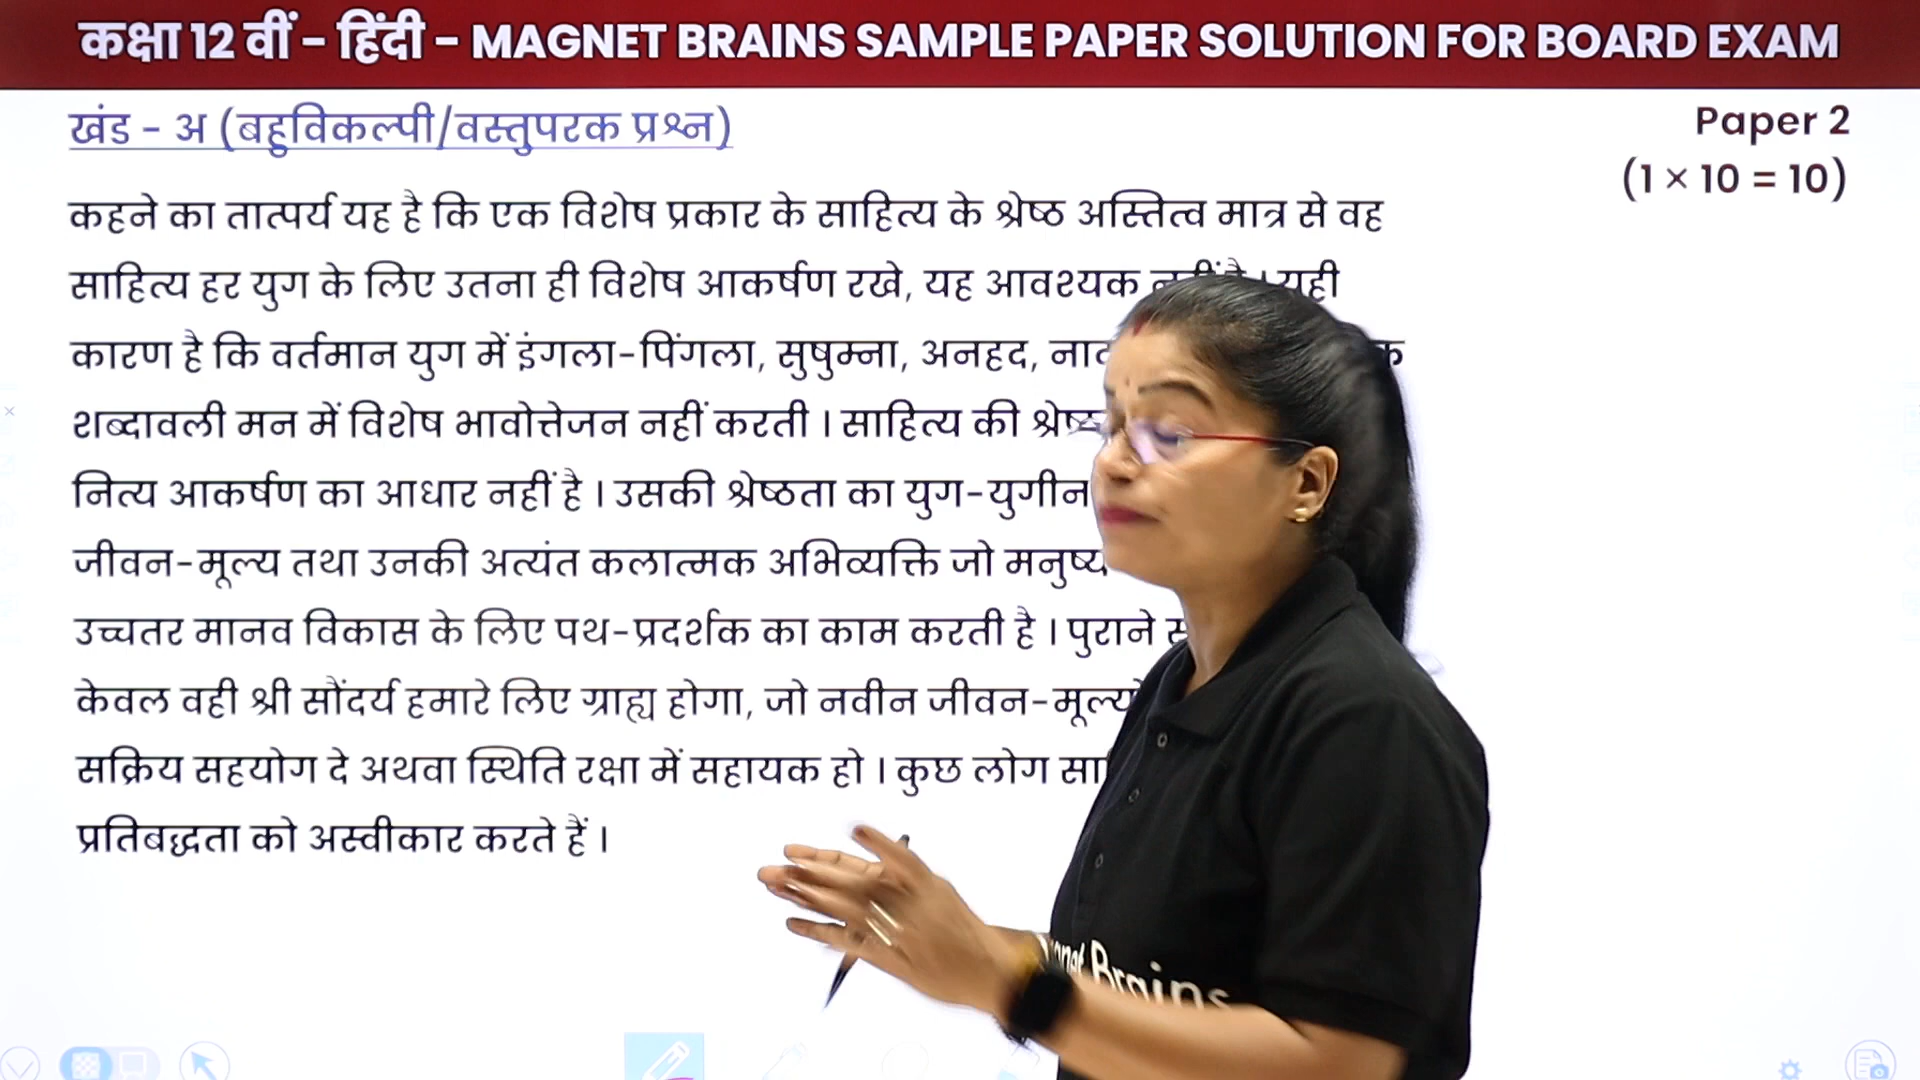 कक्षा 12 वीं - हिंदी - MAGNET BRAINS SAMPLE PAPER SOLUTION FOR BOARD EXAM
खंड - अ (बहुविकल्पी/वस्तुपरक प्रश्न)
Paper 2
(1 × 10 = 10)
कहने का तात्पर्य यह है कि एक विशेष प्रकार के साहित्य के श्रेष्ठ अस्तित्व मात्र से वह
साहित्य हर युग के लिए उतना ही विशेष आकर्षण रखे, यह आवश्यक नहीं है । यही
कारण है कि वर्तमान युग में इंगला-पिंगला, सुषुम्ना, अनहद,
शब्दावली मन में विशेष भावोत्तेजन नहीं करती । साहित्य की
नित्य आकर्षण का आधार नहीं है । उसकी श्रेष्ठता का युग-युगीन
जीवन-मूल्य तथा उनकी अत्यंत कलात्मक अभिव्यक्ति जो मनुष्य
उच्चतर मानव विकास के लिए पथ-प्रदर्शक का काम करती है । पुराने
केवल वही श्री सौंदर्य हमारे लिए ग्राह्य होगा, जो नवीन
सक्रिय सहयोग दे अथवा स्थिति रक्षा में सहायक हो । कुछ लोग
प्रतिबद्धता को अस्वीकार करते हैं ।
Brains